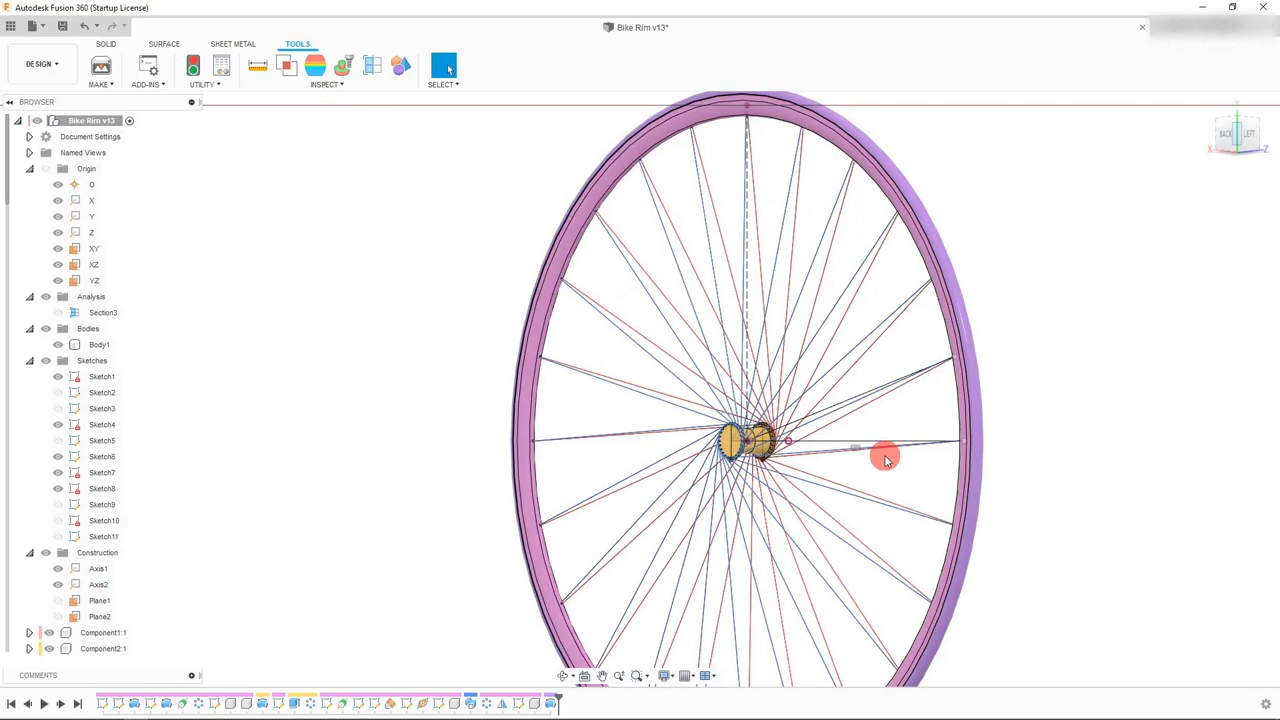 Autodesk Fusion 360 (Startup License)
Bike Rim v13*
SOLID SURFACE SHEET METAL TOOLS
DESIGN
MAKE ADD-INS UTILITY INSPECT SELECT
BROWSER
BACK LEFT
X Z
Bike Rim v13
Document Settings
Named Views
Origin
O
X
Y
Z
XY
XZ
YZ
Analysis
Section3
Bodies
Body1
Sketches
Sketch1
Sketch2
Sketch3
Sketch4
Sketch5
Sketch6
Sketch7
Sketch8
Sketch9
Sketch10
Sketch11
Construction
Axis1
Axis2
Plane1
Plane2
Component1:1
Component2:1
COMMENTS